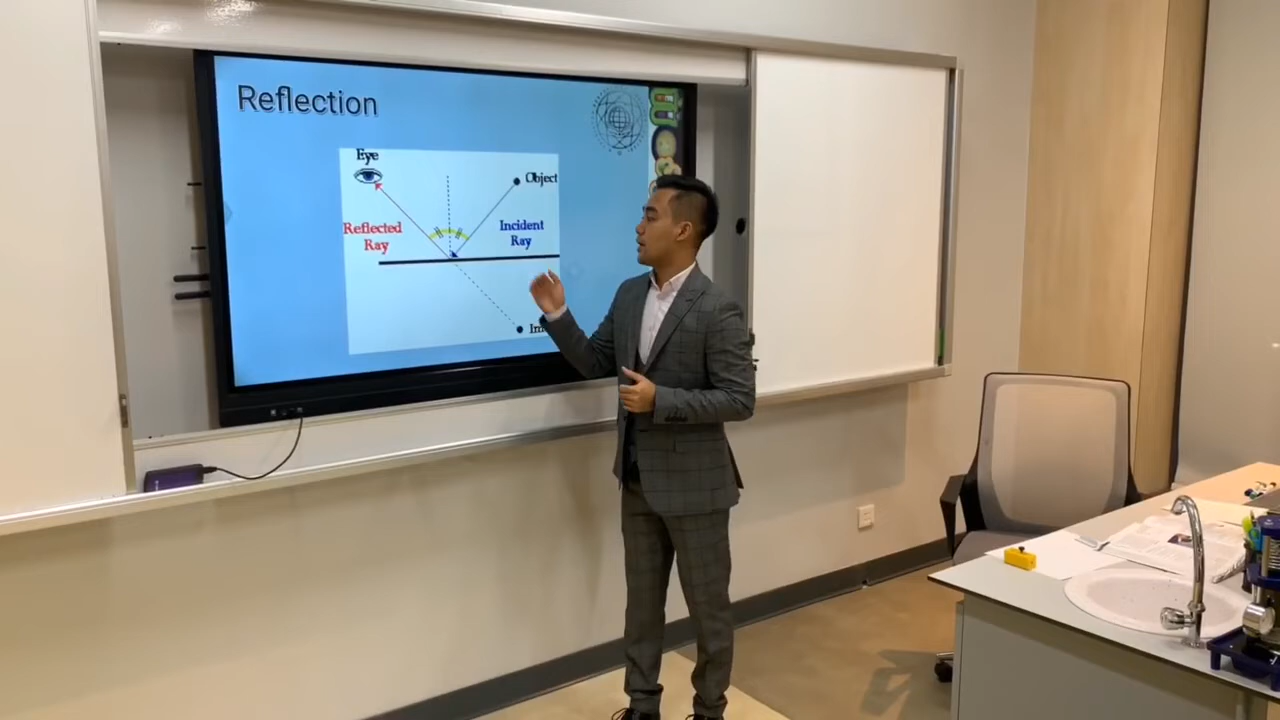 Reflection
Eye
Object
Reflected
Ray
Incident
Ray